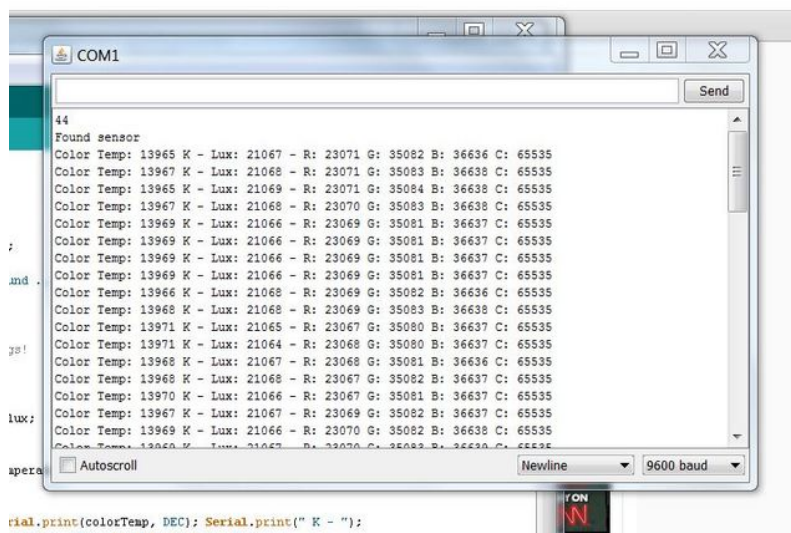 COM1
Send
44
Found sensor
Color Temp: 13965 K - Lux: 21067 - R: 23071 G: 35082 B: 36636 C: 65535
Color Temp: 13967 K - Lux: 21068 - R: 23071 G: 35083 B: 36638 C: 65535
Color Temp: 13965 K - Lux: 21069 - R: 23071 G: 35084 B: 36638 C: 65535
Color Temp: 13967 K - Lux: 21068 - R: 23070 G: 35083 B: 36638 C: 65535
Color Temp: 13969 K - Lux: 21066 - R: 23069 G: 35081 B: 36637 C: 65535
Color Temp: 13969 K - Lux: 21066 - R: 23069 G: 35081 B: 36637 C: 65535
Color Temp: 13969 K - Lux: 21066 - R: 23069 G: 35081 B: 36637 C: 65535
Color Temp: 13969 K - Lux: 21066 - R: 23069 G: 35081 B: 36637 C: 65535
Color Temp: 13966 K - Lux: 21068 - R: 23069 G: 35082 B: 36636 C: 65535
Color Temp: 13968 K - Lux: 21068 - R: 23069 G: 35083 B: 36638 C: 65535
Color Temp: 13971 K - Lux: 21065 - R: 23067 G: 35080 B: 36637 C: 65535
Color Temp: 13971 K - Lux: 21064 - R: 23068 G: 35080 B: 36637 C: 65535
Color Temp: 13968 K - Lux: 21067 - R: 23068 G: 35081 B: 36636 C: 65535
Color Temp: 13968 K - Lux: 21068 - R: 23067 G: 35082 B: 36637 C: 65535
Color Temp: 13970 K - Lux: 21066 - R: 23067 G: 35081 B: 36637 C: 65535
Color Temp: 13967 K - Lux: 21067 - R: 23069 G: 35082 B: 36637 C: 65535
Color Temp: 13969 K - Lux: 21066 - R: 23070 G: 35082 B: 36638 C: 65535
Autoscroll
Newline
9600 baud
;
und .
gs!
lux;
mpera
rial.print(colorTemp, DEC); Serial.print(" K - ");